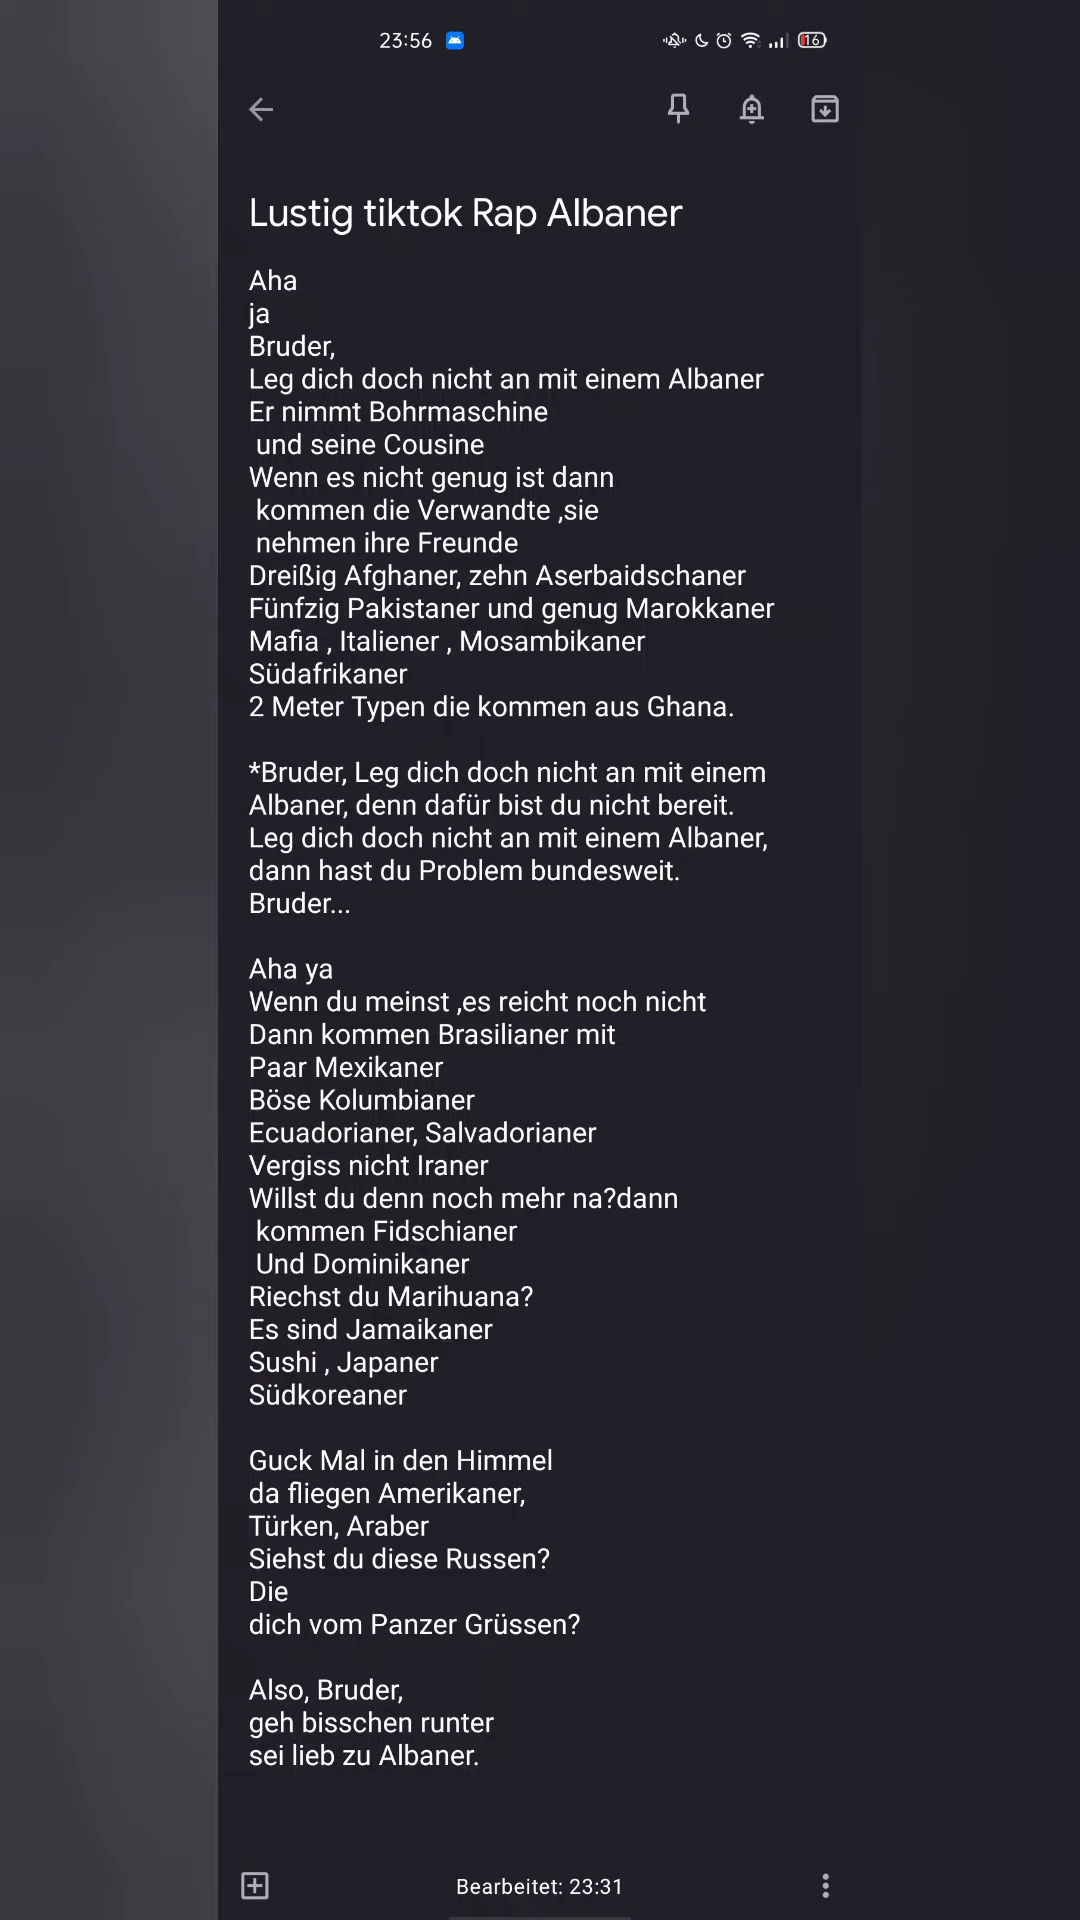 23:56
16
Lustig tiktok Rap Albaner
Aha
ja
Bruder,
Leg dich doch nicht an mit einem Albaner
Er nimmt Bohrmaschine
und seine Cousine
Wenn es nicht genug ist dann
kommen die Verwandte ,sie
nehmen ihre Freunde
Dreißig Afghaner, zehn Aserbaidschaner
Fünfzig Pakistaner und genug Marokkaner
Mafia , Italiener , Mosambikaner
Südafrikaner
2 Meter Typen die kommen aus Ghana.
*Bruder, Leg dich doch nicht an mit einem
Albaner, denn dafür bist du nicht bereit.
Leg dich doch nicht an mit einem Albaner,
dann hast du Problem bundesweit.
Bruder...
Aha ya
Wenn du meinst ,es reicht noch nicht
Dann kommen Brasilianer mit
Paar Mexikaner
Böse Kolumbianer
Ecuadorianer, Salvadorianer
Vergiss nicht Iraner
Willst du denn noch mehr na?dann
kommen Fidschianer
Und Dominikaner
Riechst du Marihuana?
Es sind Jamaikaner
Sushi , Japaner
Südkoreaner
Guck Mal in den Himmel
da fliegen Amerikaner,
Türken, Araber
Siehst du diese Russen?
Die
dich vom Panzer Grüssen?
Also, Bruder,
geh bisschen runter
sei lieb zu Albaner.
Bearbeitet: 23:31